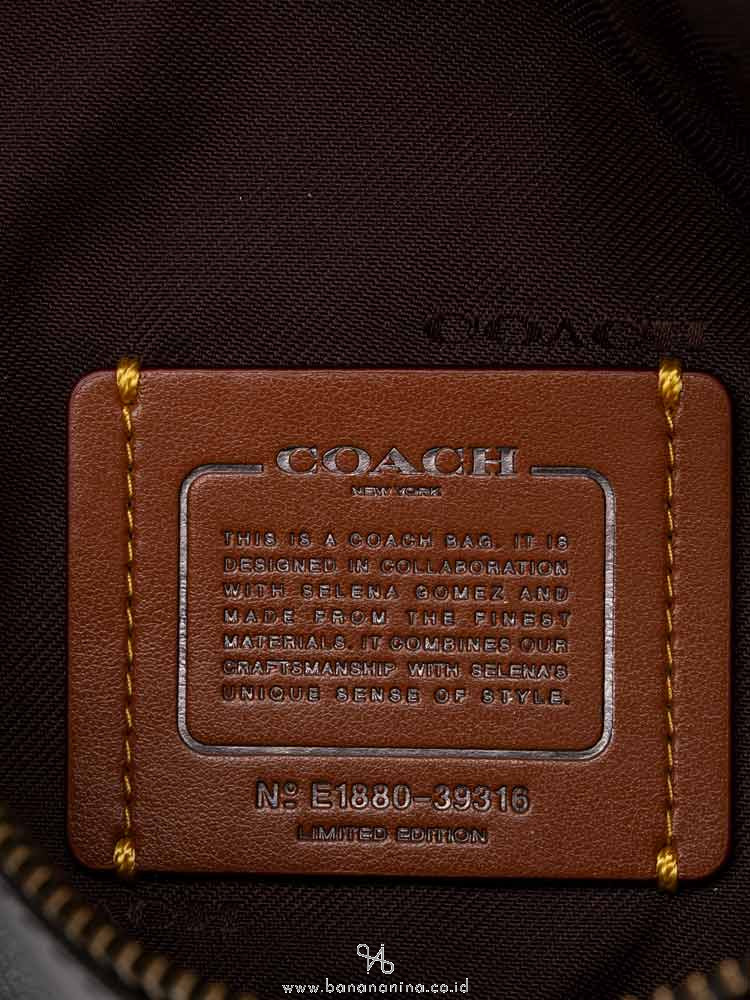 COACH
COACH
NEW YORK
THIS IS A COACH BAG. IT IS
DESIGNED IN COLLABORATION
WITH SELENA GOMEZ AND
MADE FROM THE FINEST
MATERIALS. IT COMBINES OUR
CRAFTSMANSHIP WITH SELENA'S
UNIQUE SENSE OF STYLE.
Nº E1880-39316
LIMITED EDITION
www.banananina.co.id